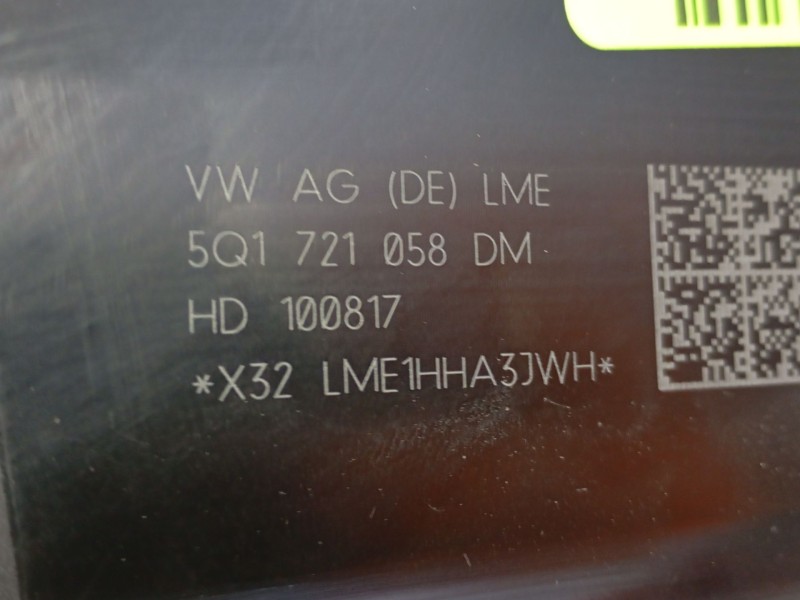 VW AG (DE) LME
5Q1 721 058 DM
HD 100817
*X32 LME1HHA3JWH*